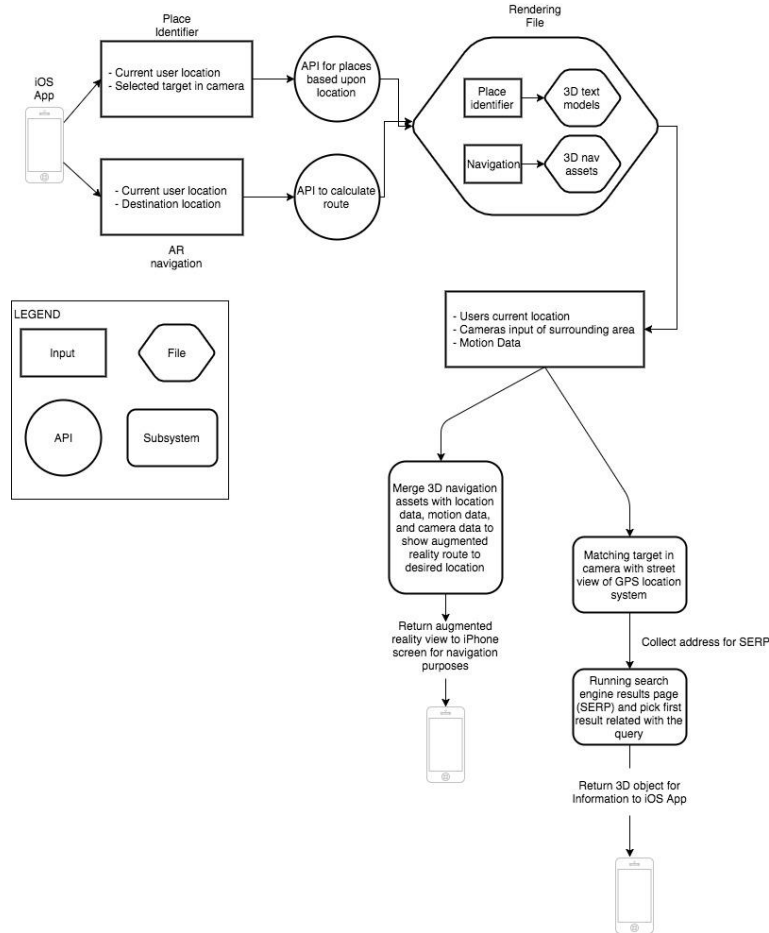 Place
Identifier
Rendering
File
iOS
App
- Current user location
- Selected target in camera
API for places
based upon
location
Place
identifier
3D text
models
Navigation
3D nav
assets
- Current user location
- Destination location
API to calculate
route
AR
navigation
- Users current location
- Cameras input of surrounding area
- Motion Data
LEGEND
Input
File
API
Subsystem
Merge 3D navigation
assets with location
data, motion data,
and camera data to
show augmented
reality route to
desired location
Matching target in
camera with street
view of GPS location
system
Return augmented
reality view to iPhone
screen for navigation
purposes
Collect address for SERP
Running search
engine results page
(SERP) and pick first
result related with the
query
Return 3D object for
Information to iOS App